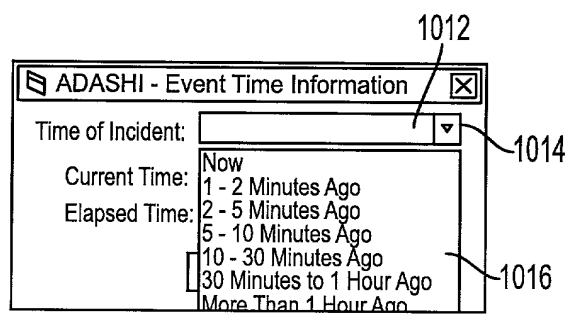 1012
ADASHI - Event Time Information
Time of Incident:
1014
Current Time:
Elapsed Time:
Now
1 - 2 Minutes Ago
2 - 5 Minutes Ago
5 - 10 Minutes Ago
10 - 30 Minutes Ago
30 Minutes to 1 Hour Ago
More Than 1 Hour Ago
1016